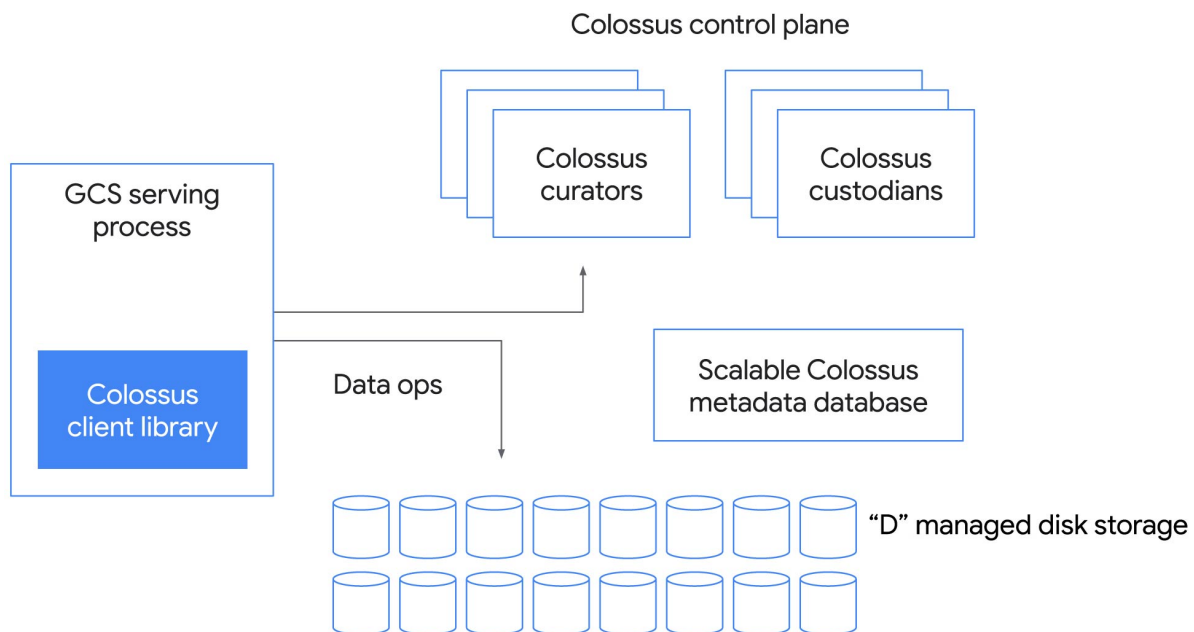 Colossus control plane
Colossus
curators
Colossus
custodians
GCS serving
process
Colossus
client library
Data ops
Scalable Colossus
metadata database
“D” managed disk storage